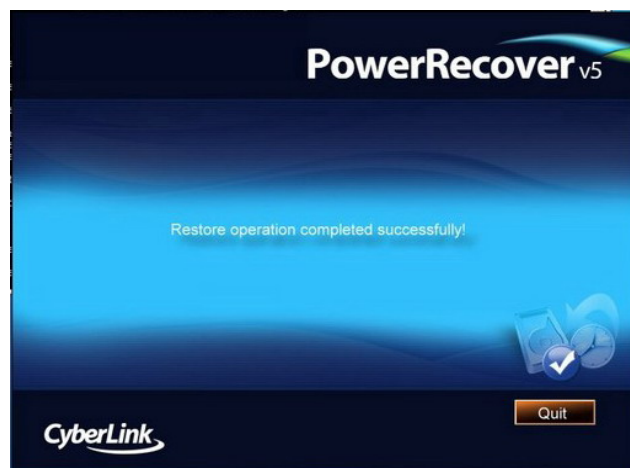 PowerRecover v5
Restore operation completed successfully!
Quit
CyberLink